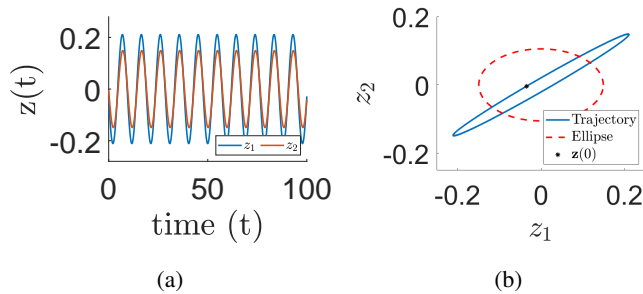 0.2
0
-0.2
z(t)
0
50
100
time (t)
z₁
z₂
(a)
0.2
0
-0.2
z₂
-0.2
0
0.2
z₁
Trajectory
Ellipse
z(0)
(b)